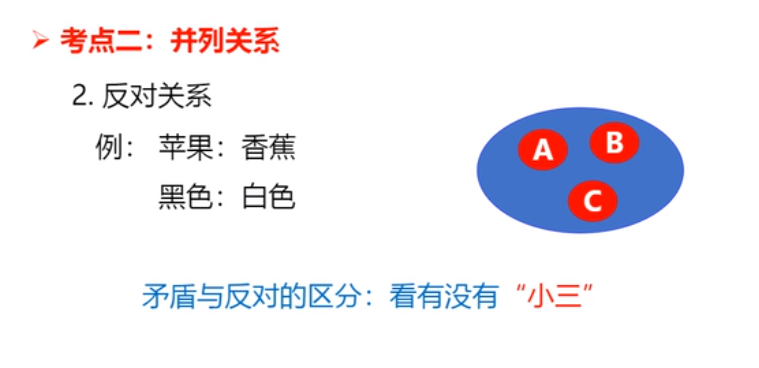 ➢ 考点二：并列关系
2. 反对关系
例： 苹果：香蕉
黑色：白色
A
B
C
矛盾与反对的区分：看有没有“小三”